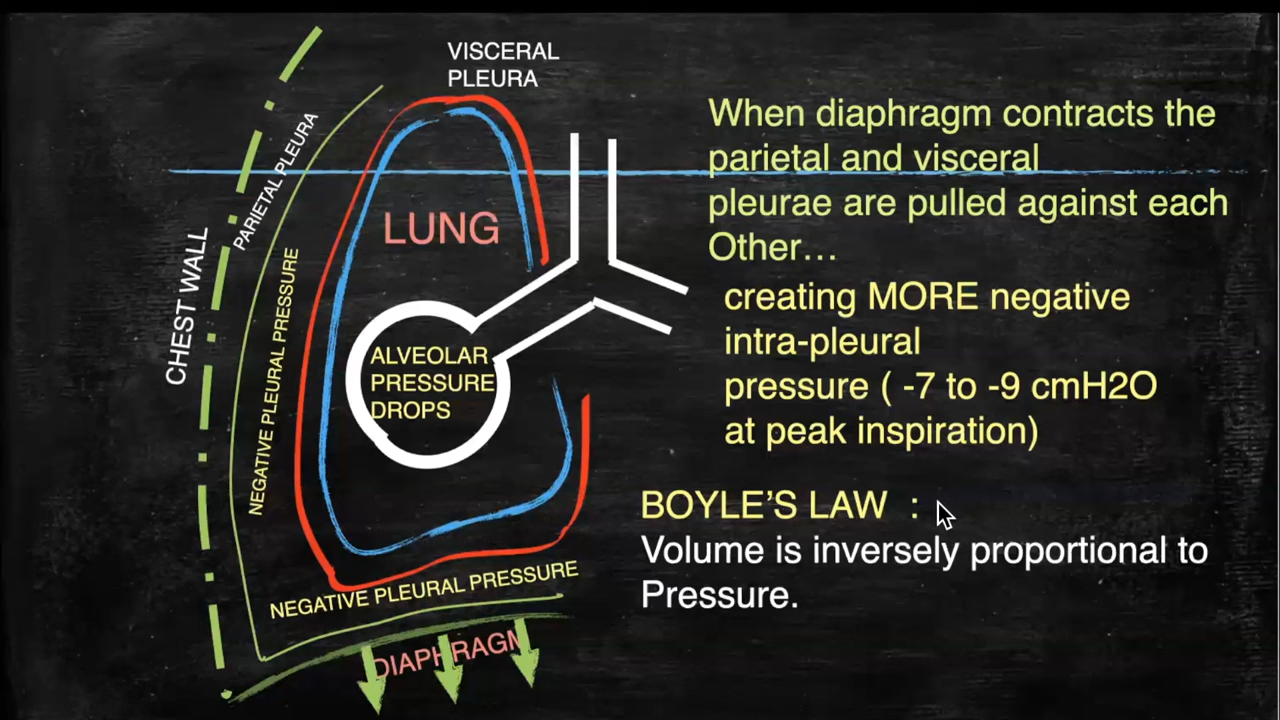 VISCERAL
PLEURA
PARIETAL PLEURA
CHEST WALL
NEGATIVE PLEURAL PRESSURE
LUNG
ALVEOLAR
PRESSURE
DROPS
NEGATIVE PLEURAL PRESSURE
DIAPHRAGM
When diaphragm contracts the
parietal and visceral
pleurae are pulled against each
Other...
creating MORE negative
intra-pleural
pressure ( -7 to -9 cmH2O
at peak inspiration)
BOYLE'S LAW :
Volume is inversely proportional to
Pressure.